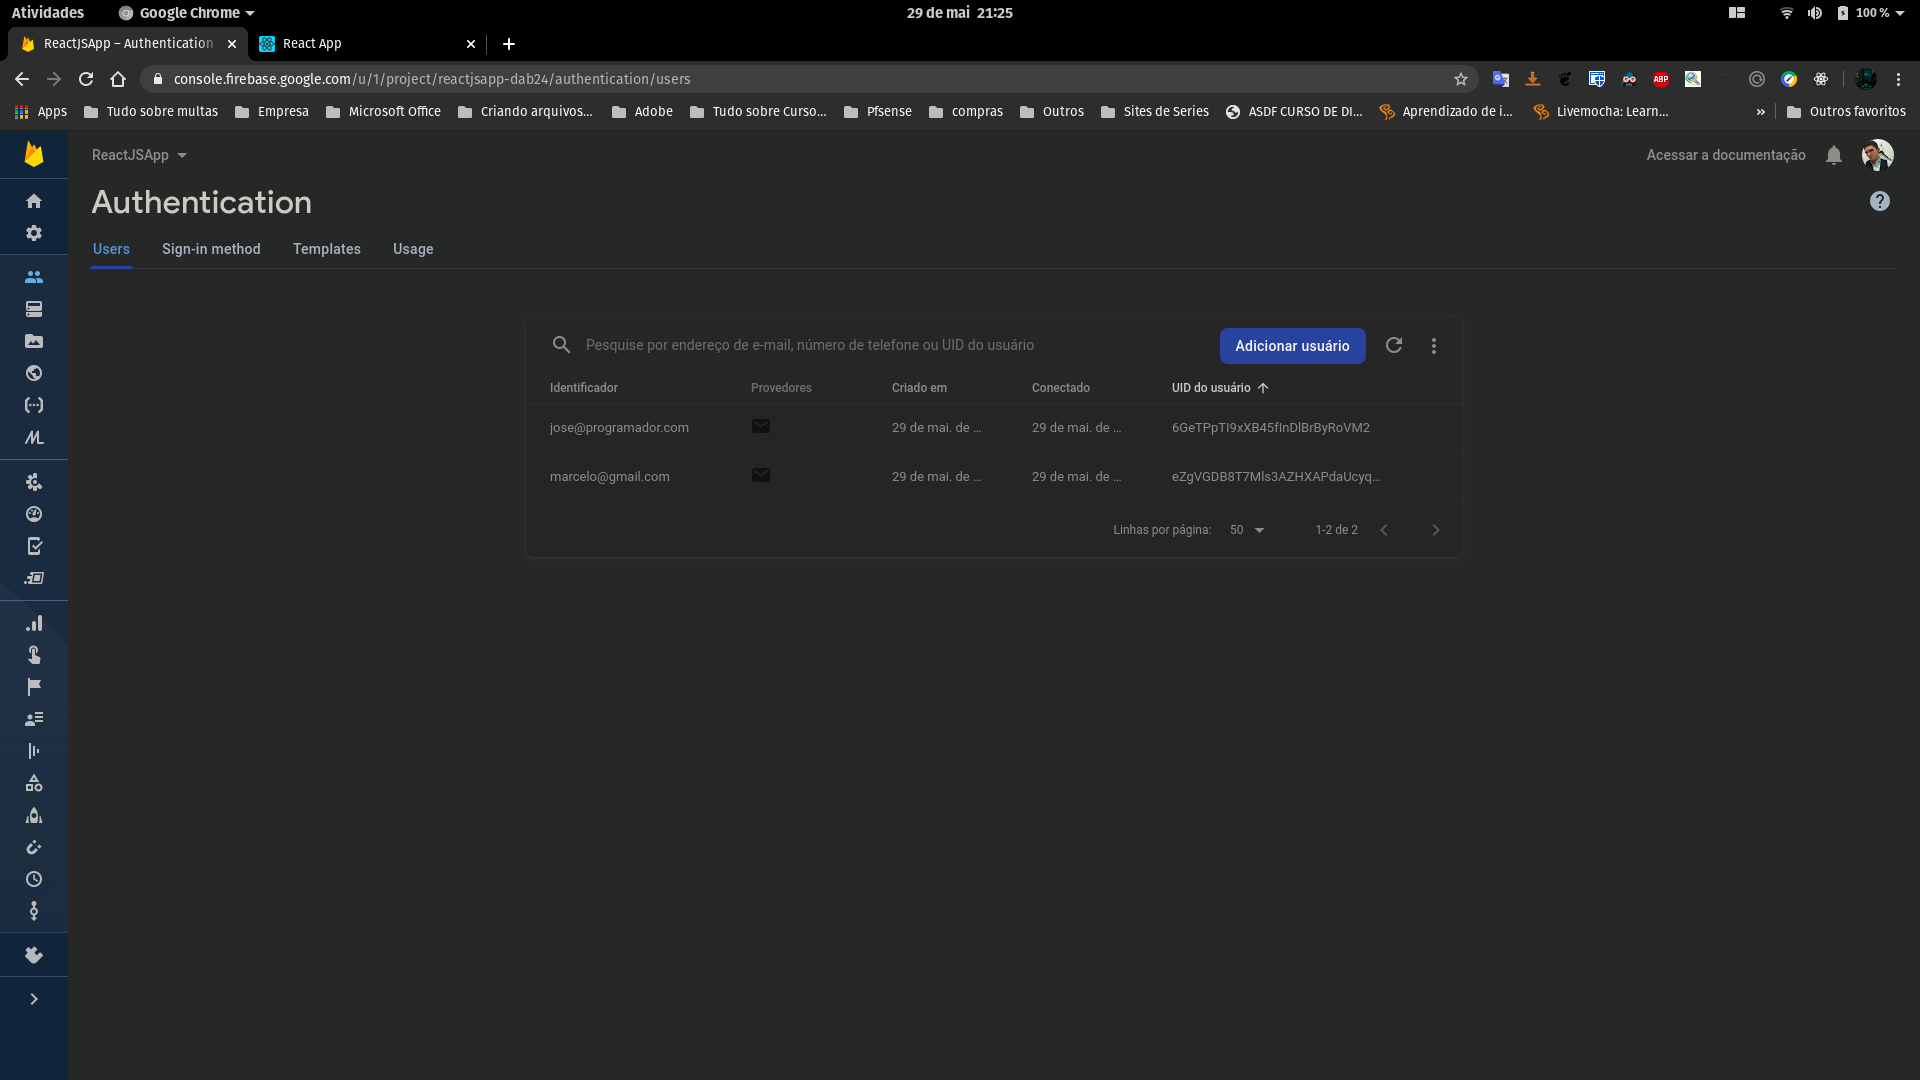 Atividades Google Chrome 29 de mai 21:25 100 %
ReactJSApp – Authentication React App
console.firebase.google.com/u/1/project/reactjsapp-dab24/authentication/users ABP
Apps Tudo sobre multas Empresa Microsoft Office Criando arquivos... Adobe Tudo sobre Curso... Pfsense compras Outros Sites de Series ASDF CURSO DE DI... Aprendizado de i... Livemocha: Learn... » Outros favoritos
ReactJSApp Acessar a documentação
Authentication
Users Sign-in method Templates Usage
Pesquise por endereço de e-mail, número de telefone ou UID do usuário Adicionar usuário
Identificador Provedores Criado em Conectado UID do usuário
jose@programador.com 29 de mai. de ... 29 de mai. de ... 6GeTPpTI9xXB45fInDlBrByRoVM2
marcelo@gmail.com 29 de mai. de ... 29 de mai. de ... eZgVGDB8T7Mls3AZHXAPdaUcyq...
Linhas por página: 50 1-2 de 2